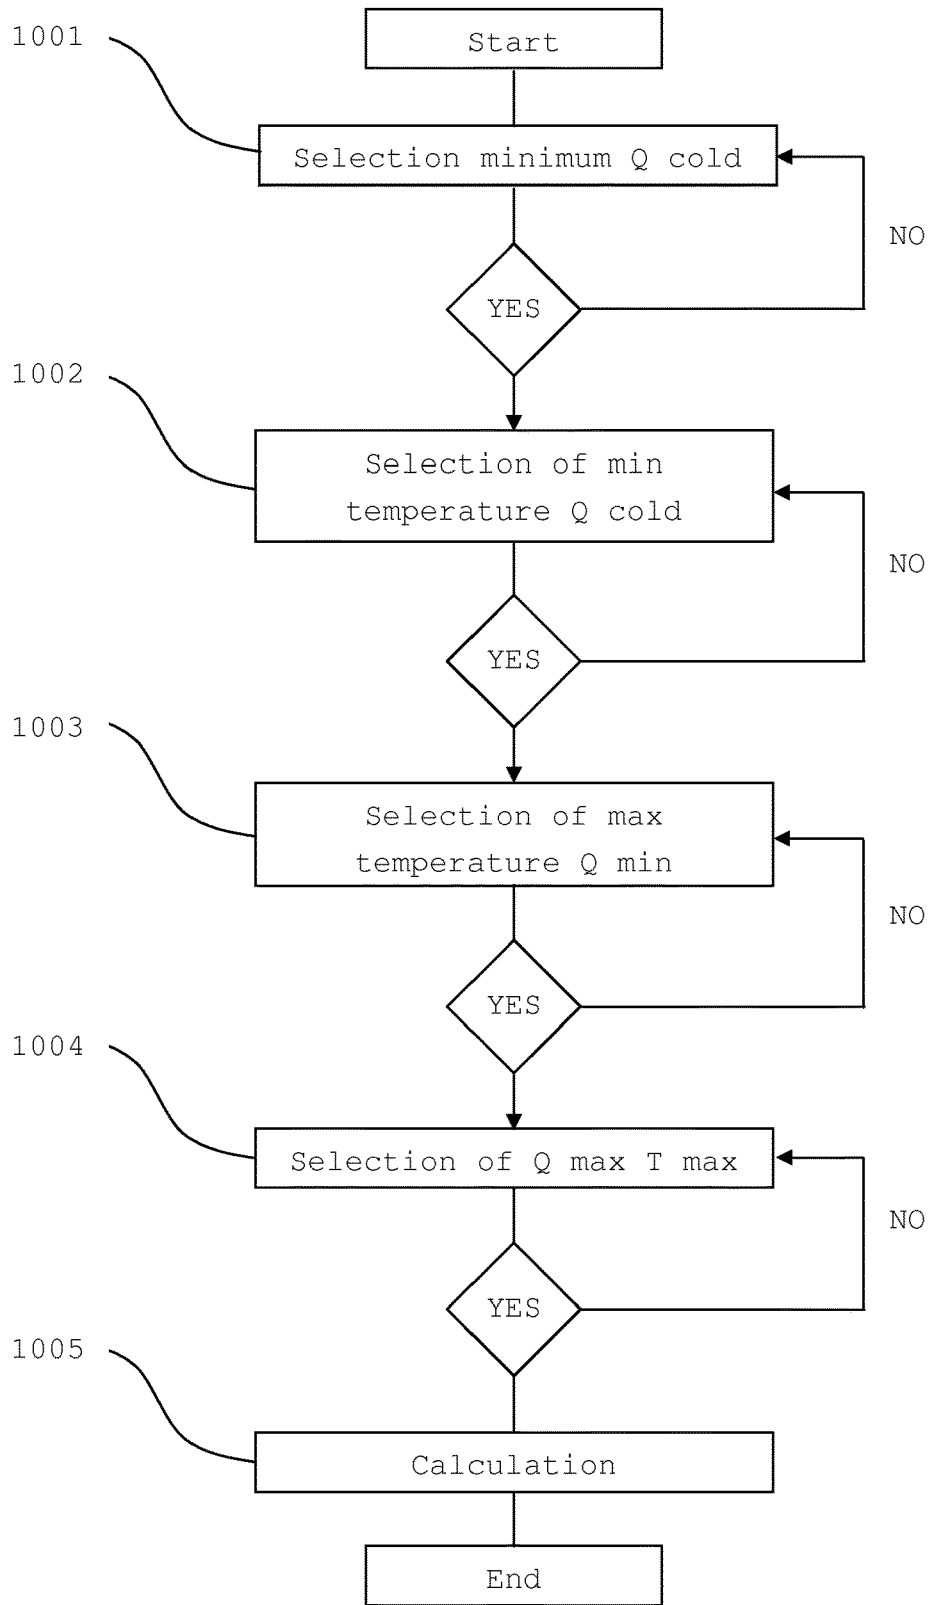 1001
Start
Selection minimum Q cold
NO
YES
1002
Selection of min
temperature Q cold
NO
YES
1003
Selection of max
temperature Q min
NO
YES
1004
Selection of Q max T max
NO
YES
1005
Calculation
End